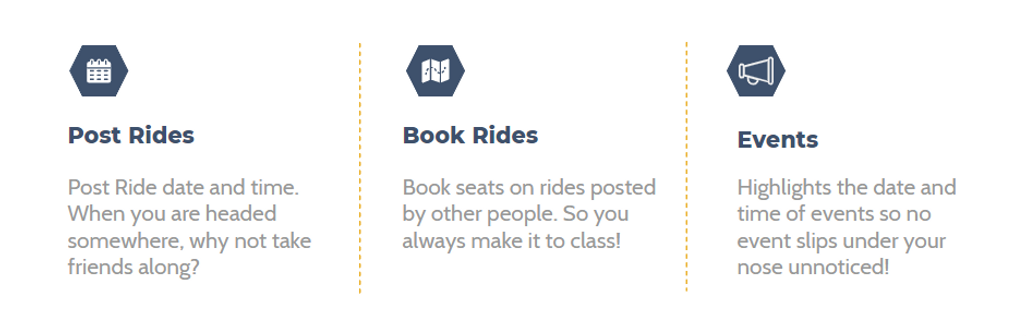 Post Rides
Post Ride date and time.
When you are headed
somewhere, why not take
friends along?
Book Rides
Book seats on rides posted
by other people. So you
always make it to class!
Events
Highlights the date and
time of events so no
event slips under your
nose unnoticed!